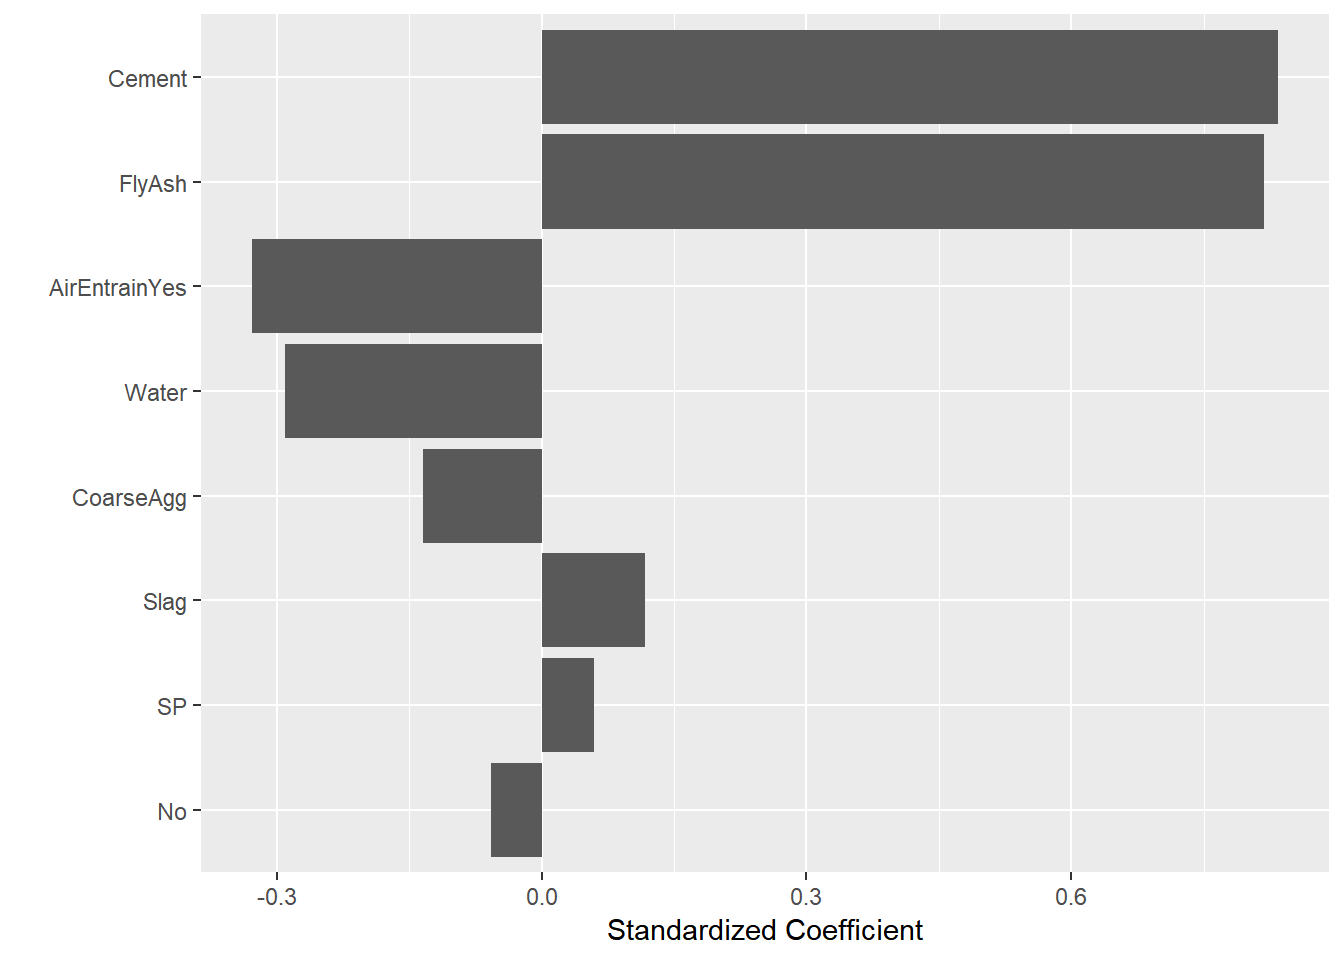 Cement
FlyAsh
AirEntrainYes
Water
CoarseAgg
Slag
SP
No
-0.3 0.0 0.3 0.6
Standardized Coefficient